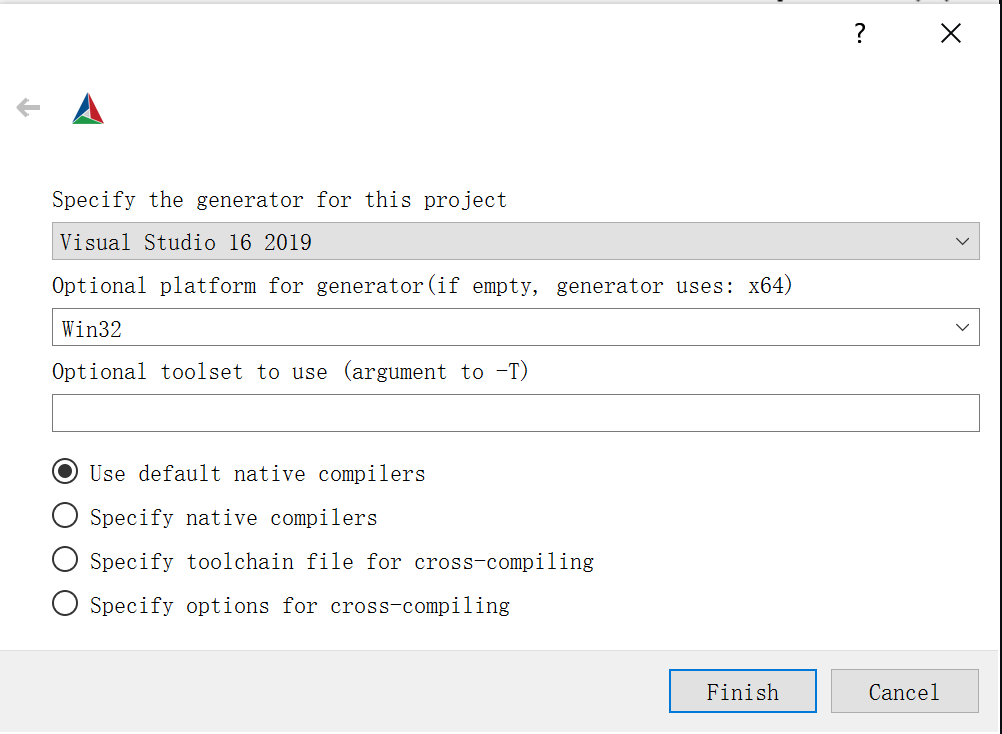 ?
Specify the generator for this project
Visual Studio 16 2019
Optional platform for generator(if empty, generator uses: x64)
Win32
Optional toolset to use (argument to -T)
Use default native compilers
Specify native compilers
Specify toolchain file for cross-compiling
Specify options for cross-compiling
Finish
Cancel